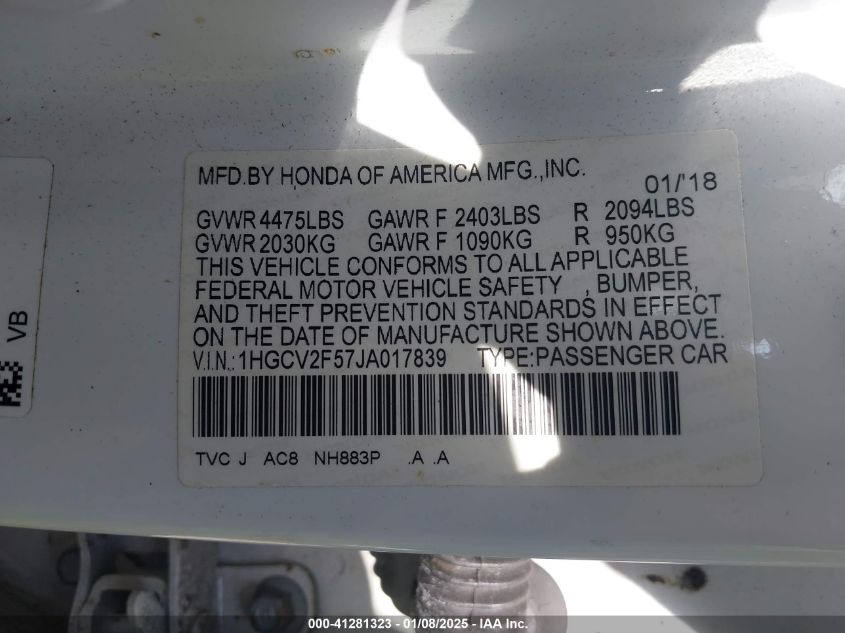 MFD.BY HONDA OF AMERICA MFG.,INC.
01/'18
GVWR 4475LBS GAWR F 2403LBS R 2094LBS
GVWR 2030KG GAWR F 1090KG R 950KG
THIS VEHICLE CONFORMS TO ALL APPLICABLE
FEDERAL MOTOR VEHICLE SAFETY , BUMPER,
AND THEFT PREVENTION STANDARDS IN EFFECT
ON THE DATE OF MANUFACTURE SHOWN ABOVE.
V.I.N.:1HGCV2F57JA017839 TYPE:PASSENGER CAR
TVC J AC8 NH883P .A .A
VB
000-41281323 - 01/08/2025 - IAA Inc.